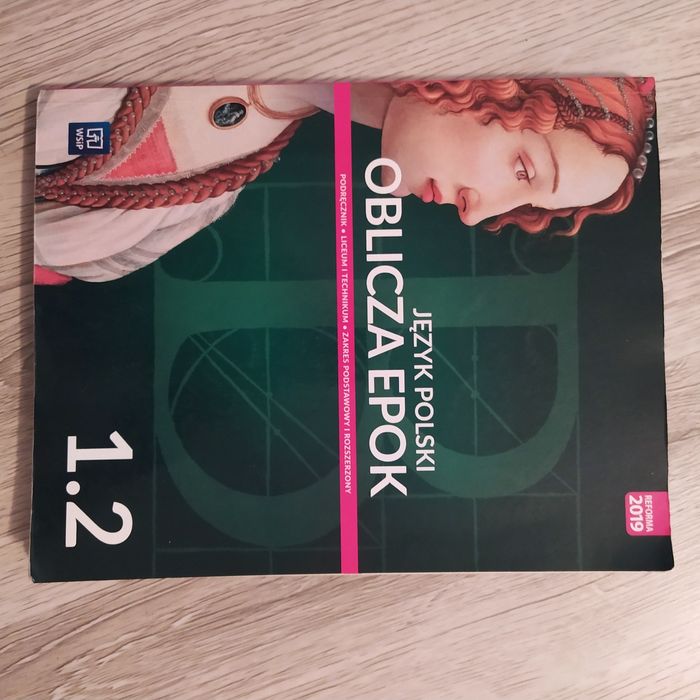 JĘZYK POLSKI
OBLICZA EPOK
PODRĘCZNIK • LICEUM I TECHNIKUM • ZAKRES PODSTAWOWY I ROZSZERZONY
REFORMA
2019
1.2
WSiP